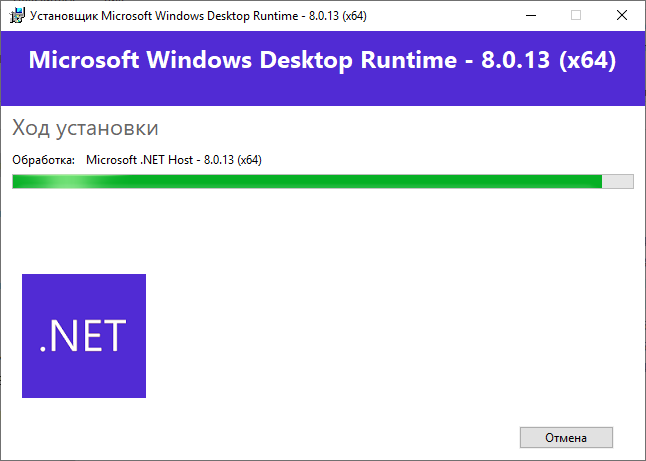 Установщик Microsoft Windows Desktop Runtime - 8.0.13 (x64)
Microsoft Windows Desktop Runtime - 8.0.13 (x64)
Ход установки
Обработка: Microsoft .NET Host - 8.0.13 (x64)
.NET
Отмена